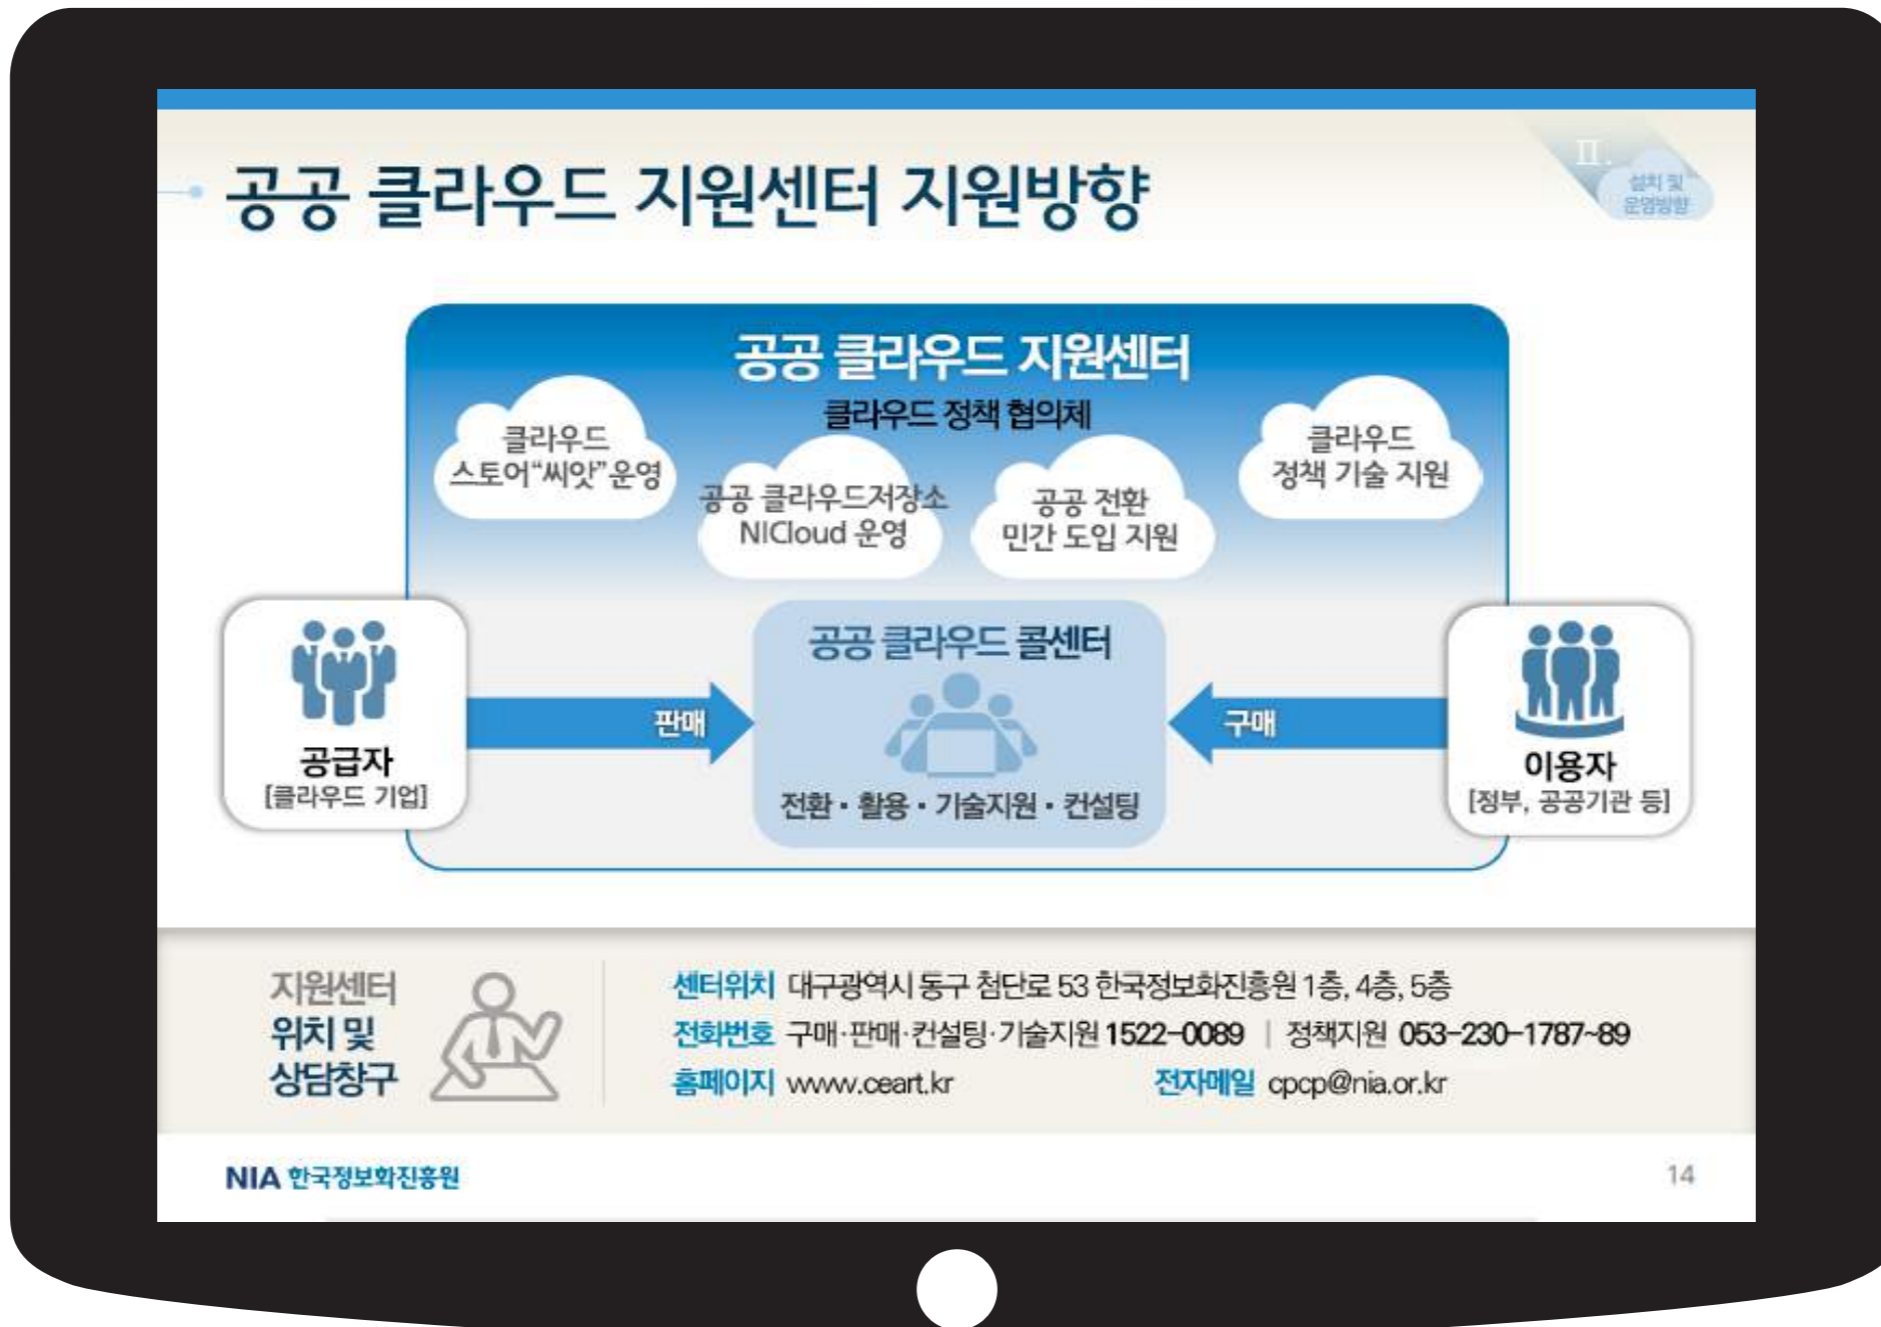 공공 클라우드 지원센터 지원방향
Ⅱ.
설치 및
운영방향
공공 클라우드 지원센터
클라우드 정책 협의체
클라우드
스토어“씨앗”운영
공공 클라우드저장소
NICloud 운영
공공 전환
민간 도입 지원
클라우드
정책 기술 지원
공급자
[클라우드 기업]
판매
공공 클라우드 콜센터
전환・활용・기술지원・컨설팅
구매
이용자
[정부, 공공기관 등]
지원센터
위치 및
상담창구
센터위치 대구광역시 동구 첨단로 53 한국정보화진흥원 1층, 4층, 5층
전화번호 구매·판매·컨설팅·기술지원 1522-0089 | 정책지원 053-230-1787~89
홈페이지 www.ceart.kr 전자메일 cpcp@nia.or.kr
NIA 한국정보화진흥원
14